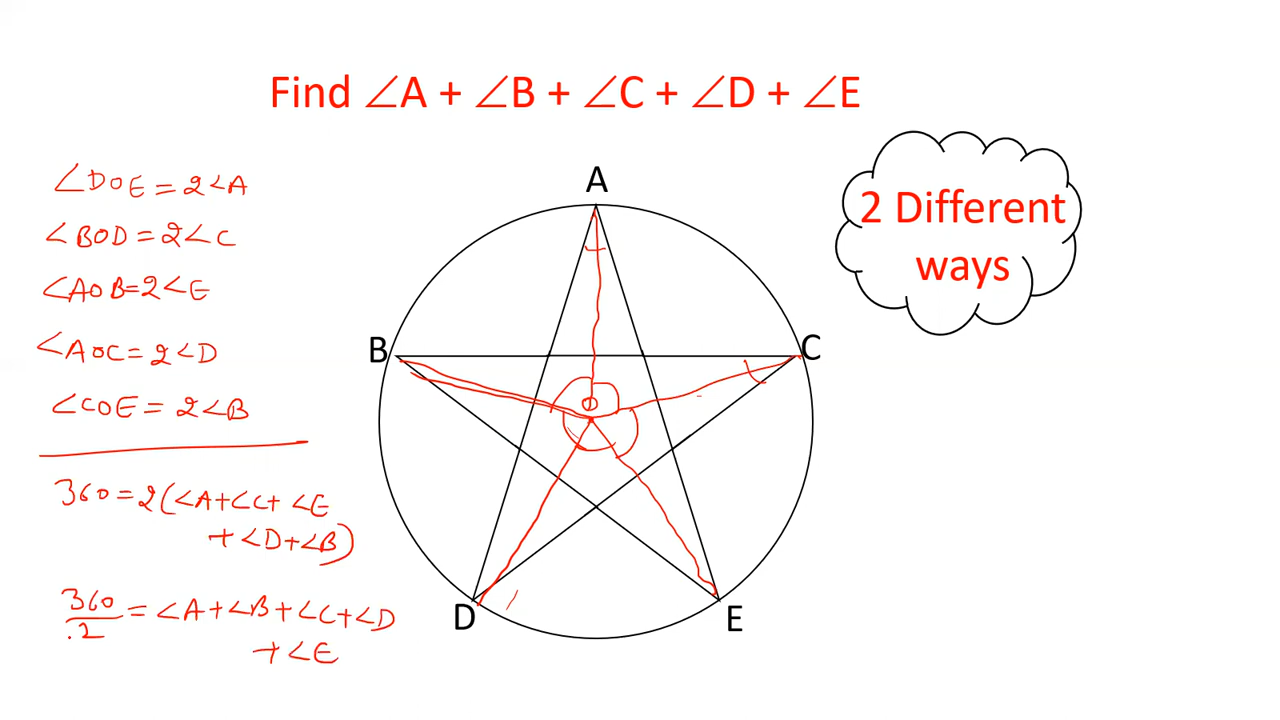 Find ∠A + ∠B + ∠C + ∠D + ∠E
2 Different
ways
∠DOE = 2∠A
∠BOD = 2∠C
∠AOB = 2∠E
∠AOC = 2∠D
∠COE = 2∠B
360 = 2(∠A+∠C+ ∠E
+ ∠D+∠B)
360/2 = ∠A+∠B+∠C+∠D
+ ∠E
A
B
C
O
D
E